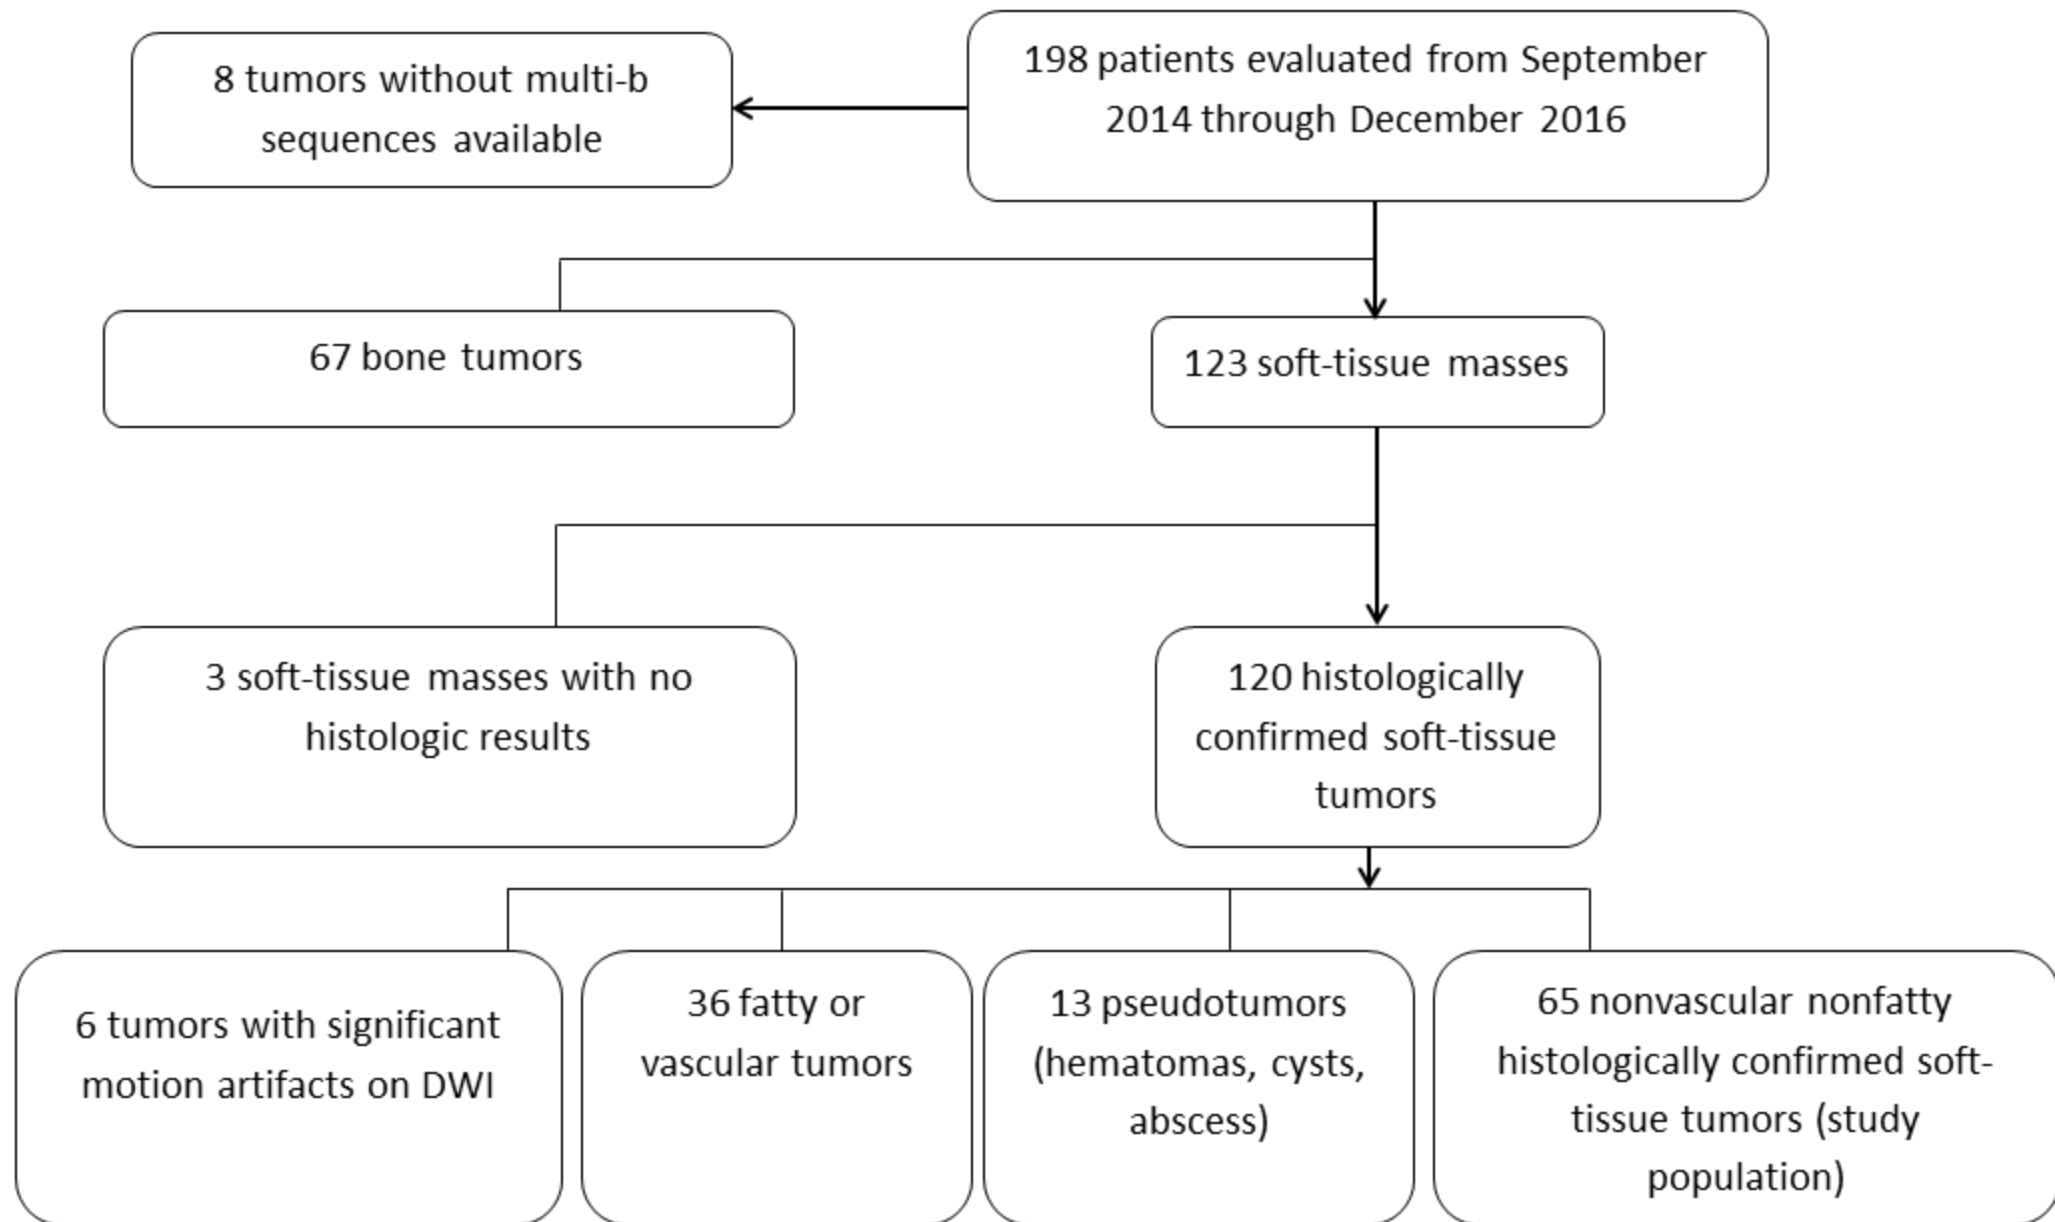 8 tumors without multi-b
sequences available
198 patients evaluated from September
2014 through December 2016
67 bone tumors
123 soft-tissue masses
3 soft-tissue masses with no
histologic results
120 histologically
confirmed soft-tissue
tumors
6 tumors with significant
motion artifacts on DWI
36 fatty or
vascular tumors
13 pseudotumors
(hematomas, cysts,
abscess)
65 nonvascular nonfatty
histologically confirmed soft-
tissue tumors (study
population)